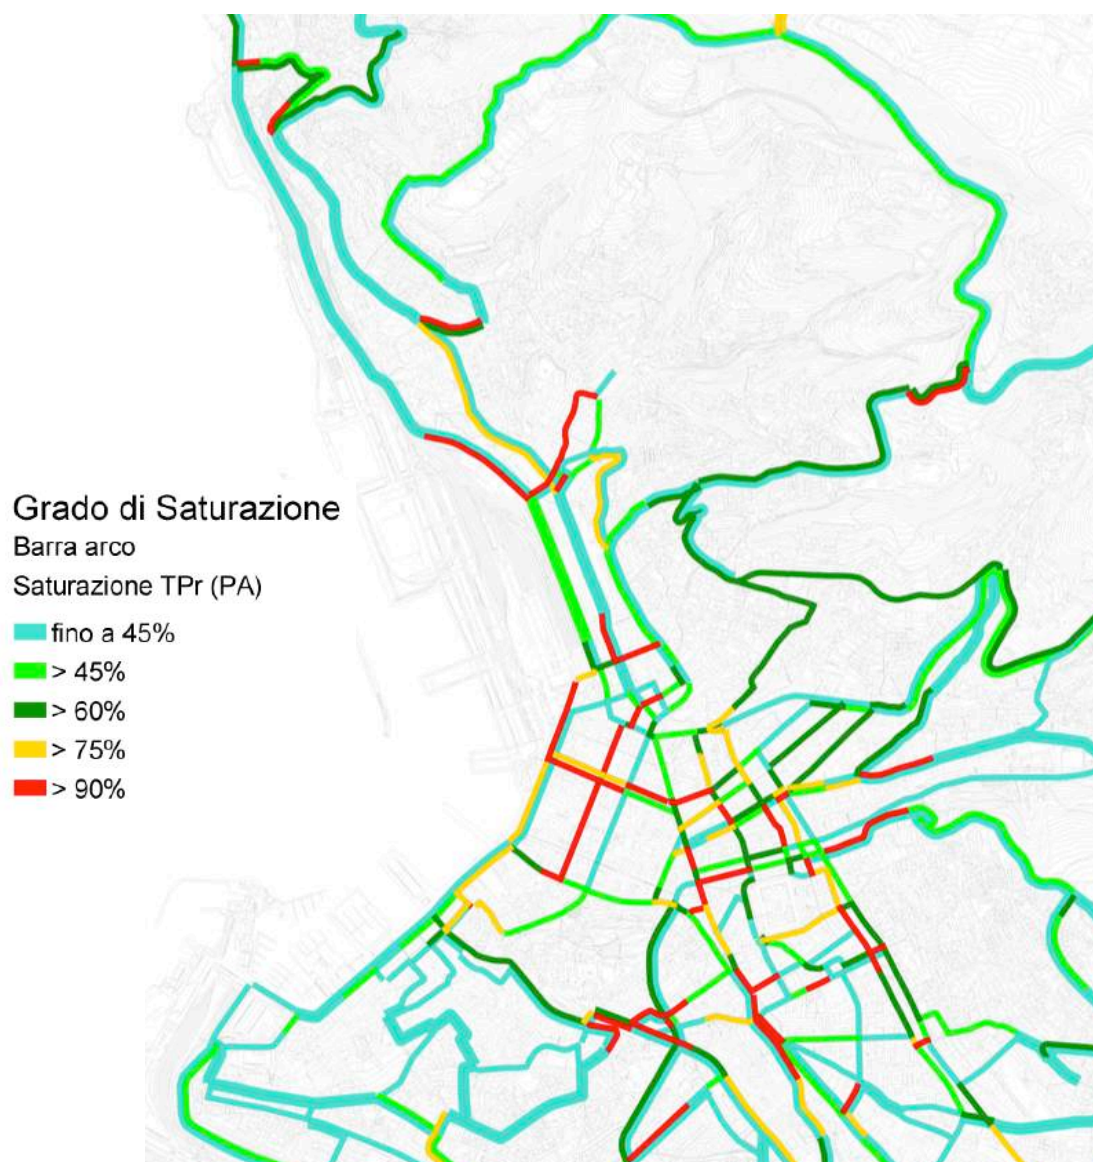 Grado di Saturazione
Barra arco
Saturazione TPr (PA)
fino a 45%
> 45%
> 60%
> 75%
> 90%